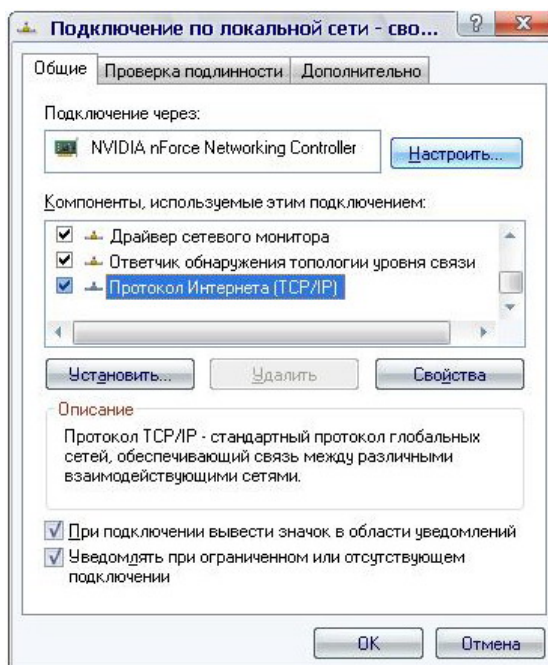 Подключение по локальной сети - сво...
?
Общие Проверка подлинности Дополнительно
Подключение через:
NVIDIA nForce Networking Controller Настроить...
Компоненты, используемые этим подключением:
Драйвер сетевого монитора
Ответчик обнаружения топологии уровня связи
Протокол Интернета (TCP/IP)
Установить... Удалить Свойства
Описание
Протокол TCP/IP - стандартный протокол глобальных
сетей, обеспечивающий связь между различными
взаимодействующими сетями.
При подключении вывести значок в области уведомлений
Уведомлять при ограниченном или отсутствующем
подключении
OK Отмена